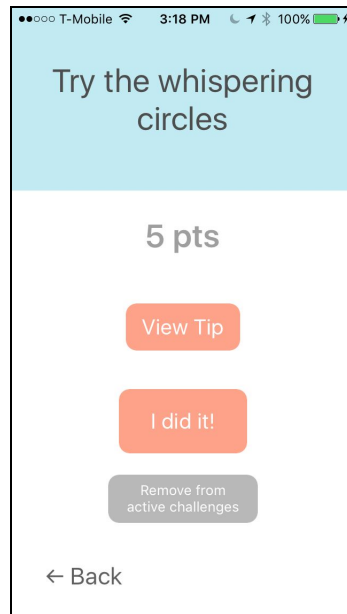 T-Mobile 3:18 PM 100%
Try the whispering
circles
5 pts
View Tip
I did it!
Remove from
active challenges
← Back